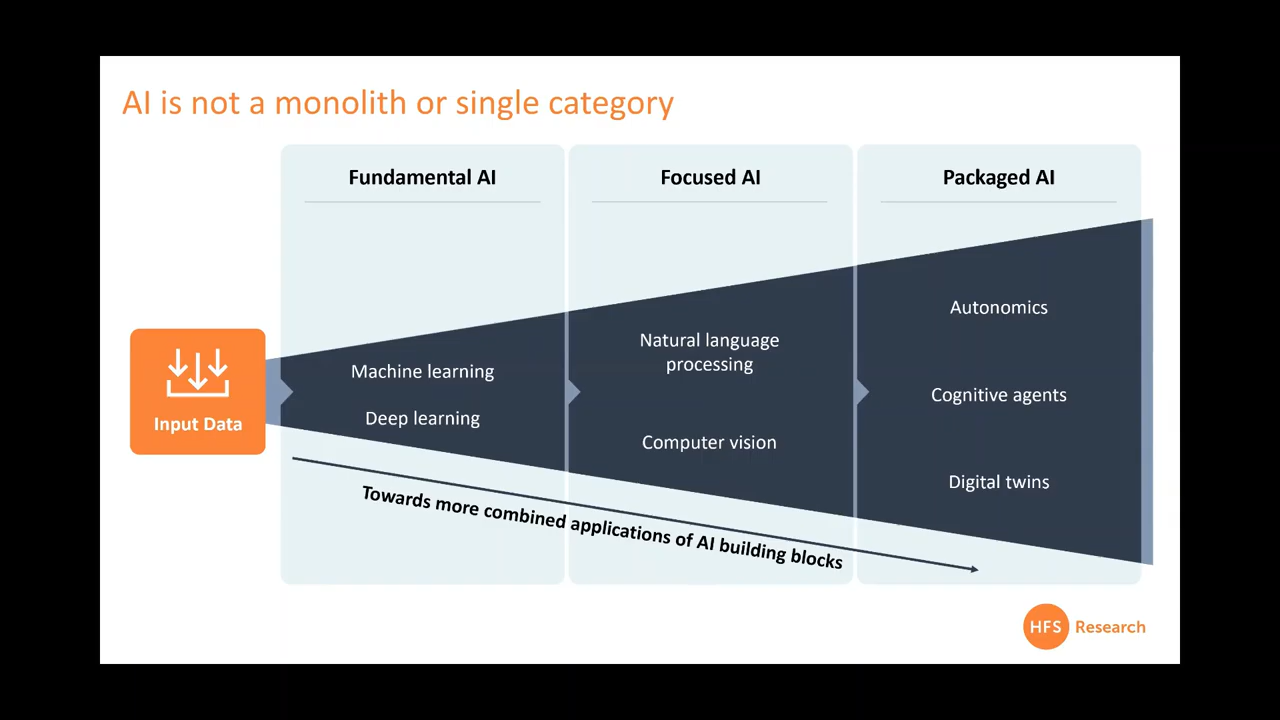 AI is not a monolith or single category
Fundamental AI
Focused AI
Packaged AI
Input Data
Machine learning
Deep learning
Natural language
processing
Computer vision
Autonomics
Cognitive agents
Digital twins
Towards more combined applications of AI building blocks
HFS Research